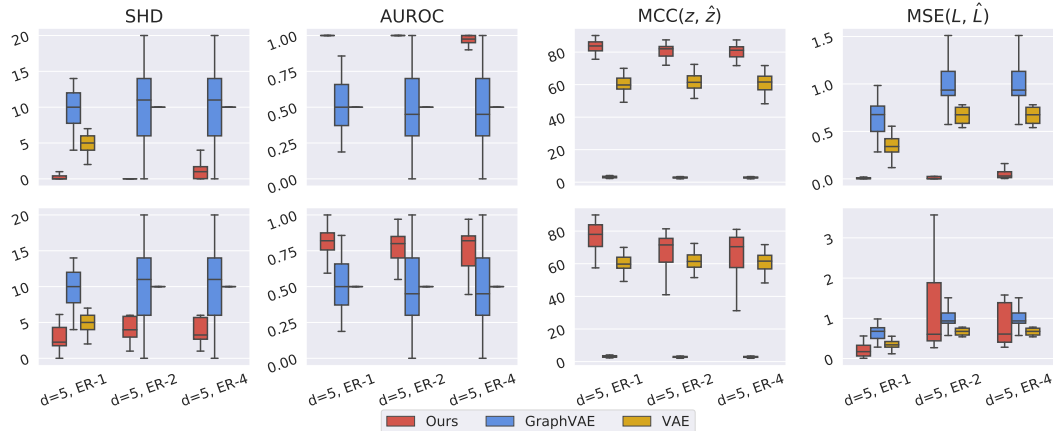 SHD
20
15
10
5
0
AUROC
1.00
0.75
0.50
0.25
0.00
MCC(z, ẑ)
80
60
40
20
0
MSE(L, L̂)
1.5
1.0
0.5
0.0
20
15
10
5
0
d=5, ER-1
d=5, ER-2
d=5, ER-4
1.00
0.75
0.50
0.25
0.00
d=5, ER-1
d=5, ER-2
d=5, ER-4
80
60
40
20
0
d=5, ER-1
d=5, ER-2
d=5, ER-4
3
2
1
0
d=5, ER-1
d=5, ER-2
d=5, ER-4
Ours GraphVAE VAE